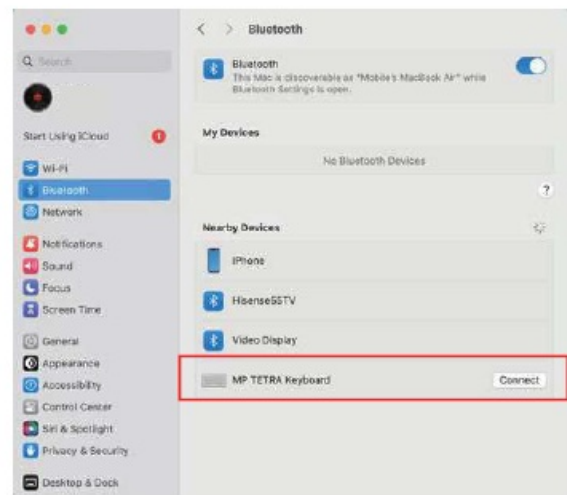 Bluetooth
Search
Start Using iCloud
1
Wi-Fi
Bluetooth
Network
Notifications
Sound
Focus
Screen Time
General
Appearance
Accessibility
Control Center
Siri & Spotlight
Privacy & Security
Desktop & Dock
Bluetooth
This Mac is discoverable as "Mobile's MacBook Air" while
Bluetooth Settings is open.
My Devices
No Bluetooth Devices
?
Nearby Devices
iPhone
Hisense55TV
Video Display
MP TETRA Keyboard
Connect